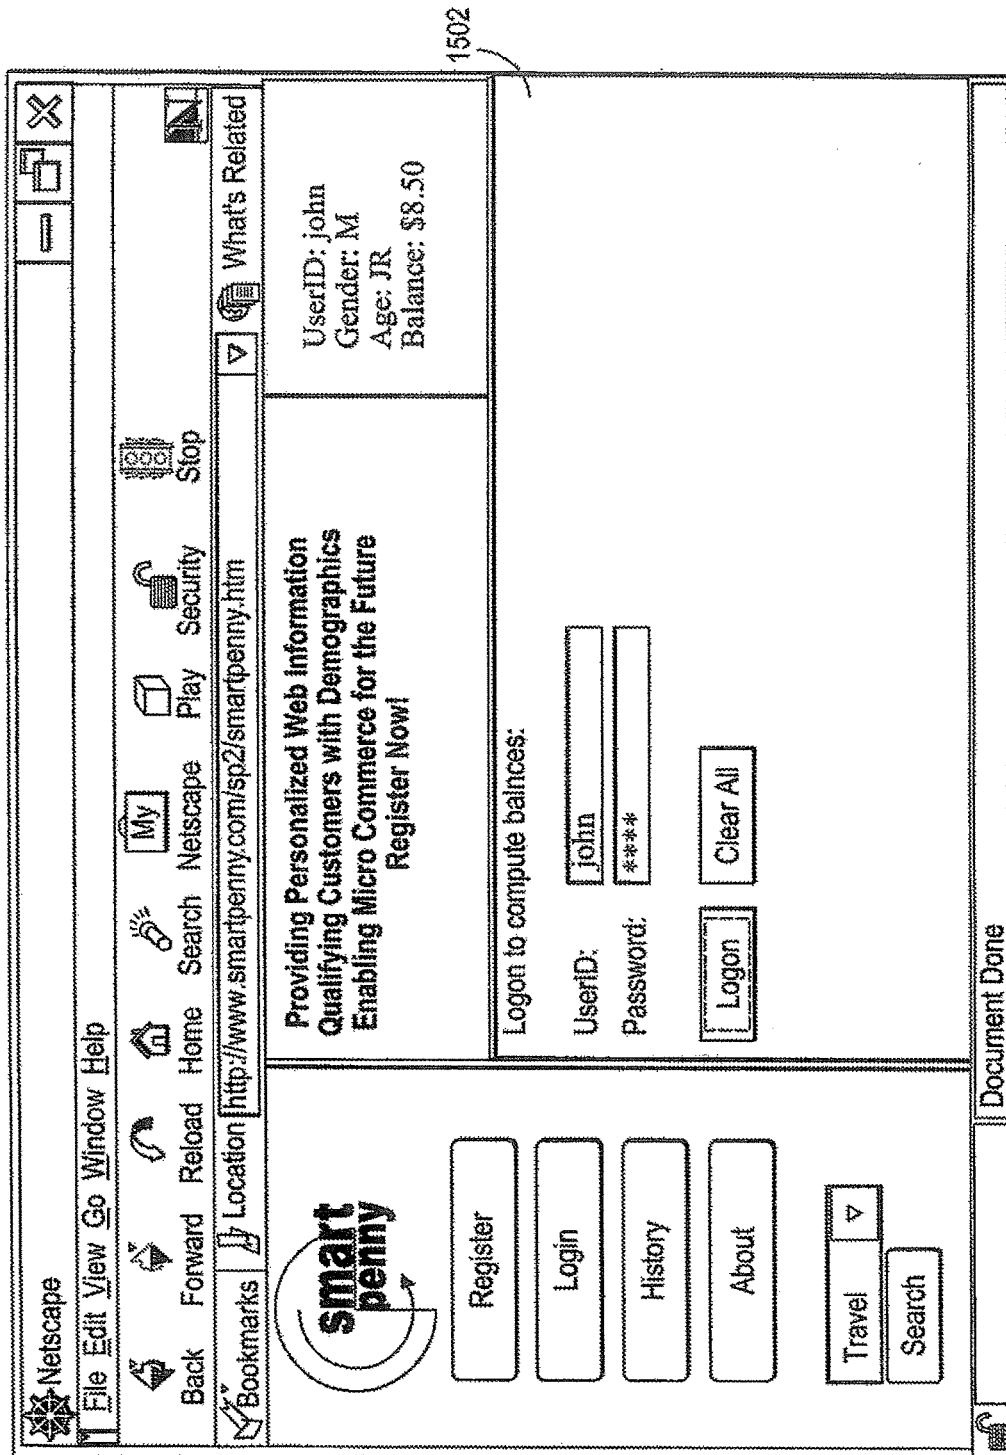 Netscape
File Edit View Go Window Help
Back Forward Reload Home Search Netscape Play Security Stop
My
N
Bookmarks Location http://www.smartpenny.com/sp2/smartpenny.htm What's Related
smart
penny
Register
Login
History
About
Travel
Search
Providing Personalized Web Information
Qualifying Customers with Demographics
Enabling Micro Commerce for the Future
Register Now!
UserID: john
Gender: M
Age: JR
Balance: $8.50
Logon to compute balnces:
UserID: john
Password: ****
Logon Clear All
Document Done
1502